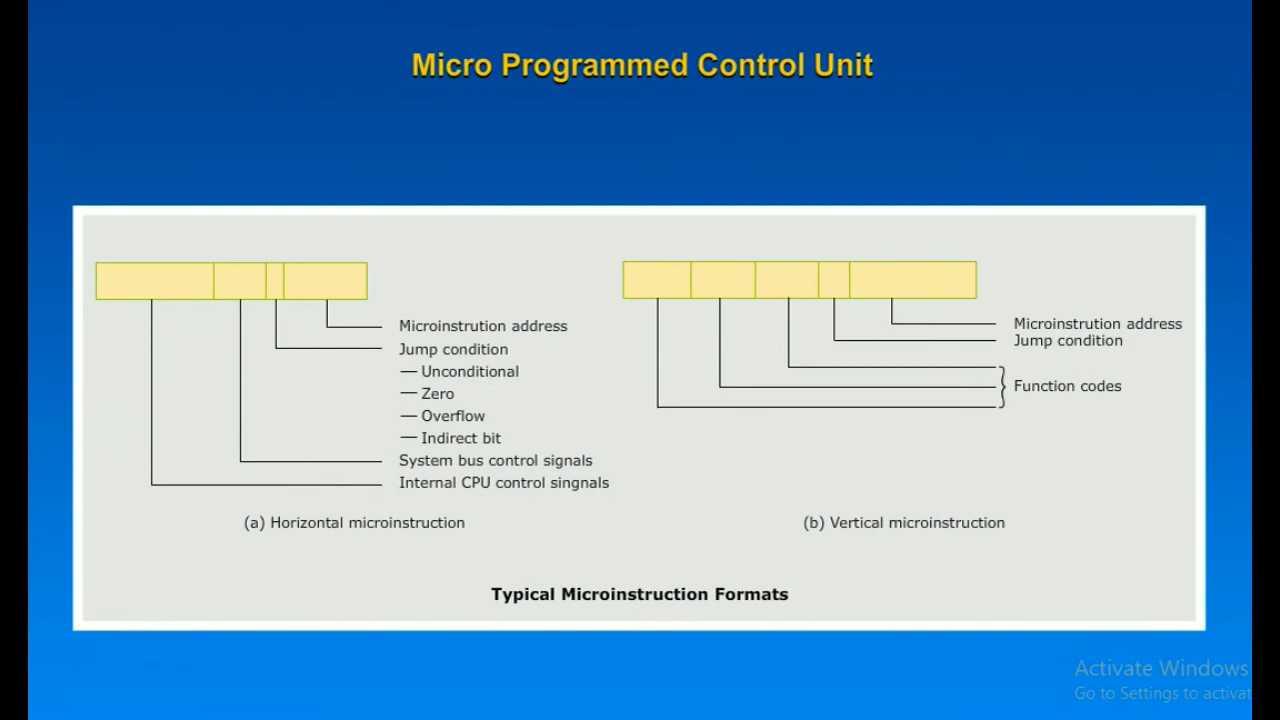 Micro Programmed Control Unit
Microinstrution address
Jump condition
— Unconditional
— Zero
— Overflow
— Indirect bit
System bus control signals
Internal CPU control singnals
(a) Horizontal microinstruction
Microinstrution address
Jump condition
Function codes
(b) Vertical microinstruction
Typical Microinstruction Formats
Activate Windows
Go to Settings to activat